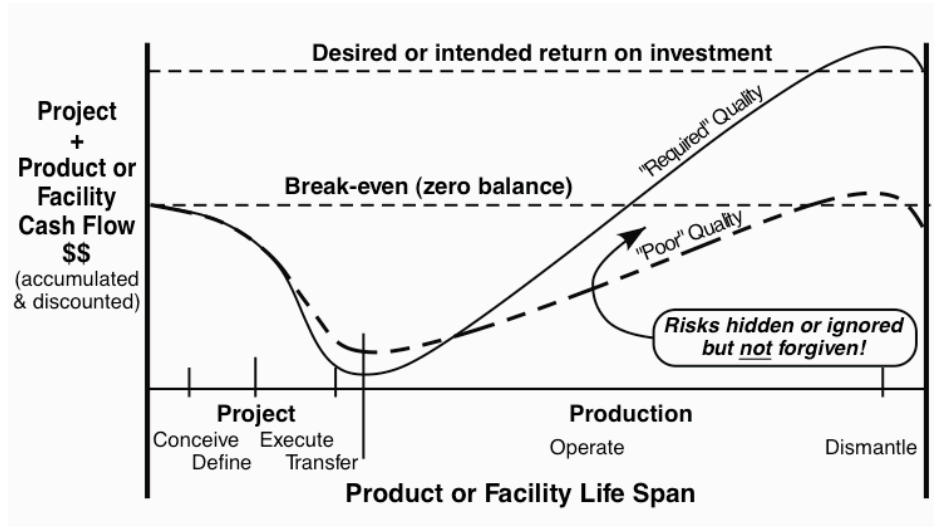 Desired or intended return on investment
Project
+
Product or
Facility
Cash Flow
$$
(accumulated
& discounted)
"Required" Quality
Break-even (zero balance)
"Poor" Quality
Risks hidden or ignored
but not forgiven!
Project
Production
Conceive
Execute
Operate
Dismantle
Define
Transfer
Product or Facility Life Span